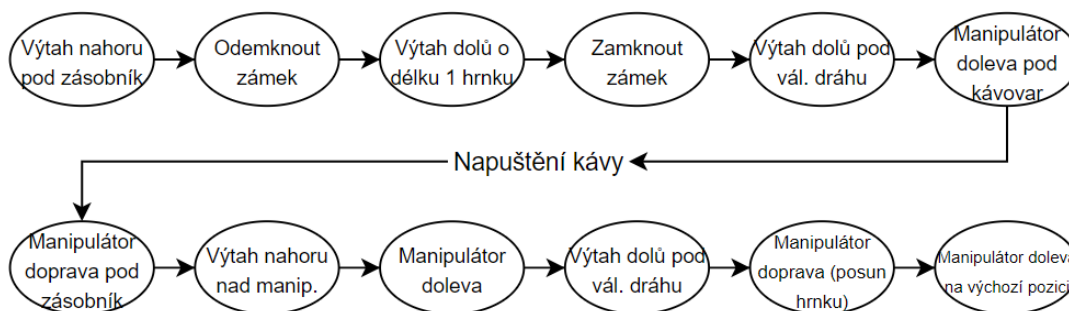 Výtah nahoru
pod zásobník
Odemknout
zámek
Výtah dolů o
délku 1 hrnku
Zamknout
zámek
Výtah dolů pod
vál. dráhu
Manipulátor
doleva pod
kávovar
Napuštění kávy
Manipulátor
doprava pod
zásobník
Výtah nahoru
nad manip.
Manipulátor
doleva
Výtah dolů pod
vál. dráhu
Manipulátor
doprava (posun
hrnku)
Manipulátor doleva
na výchozí pozici